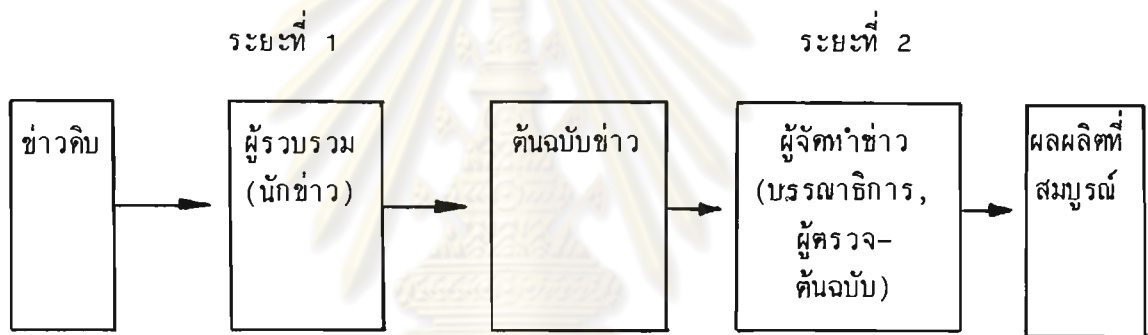 ระยะที่ 1
ระยะที่ 2
ข่าวดิบ
ผู้รวบรวม
(นักข่าว)
ต้นฉบับข่าว
ผู้จัดทำข่าว
(บรรณาธิการ,
ผู้ตรวจ-
ต้นฉบับ)
ผลผลิตที่
สมบูรณ์